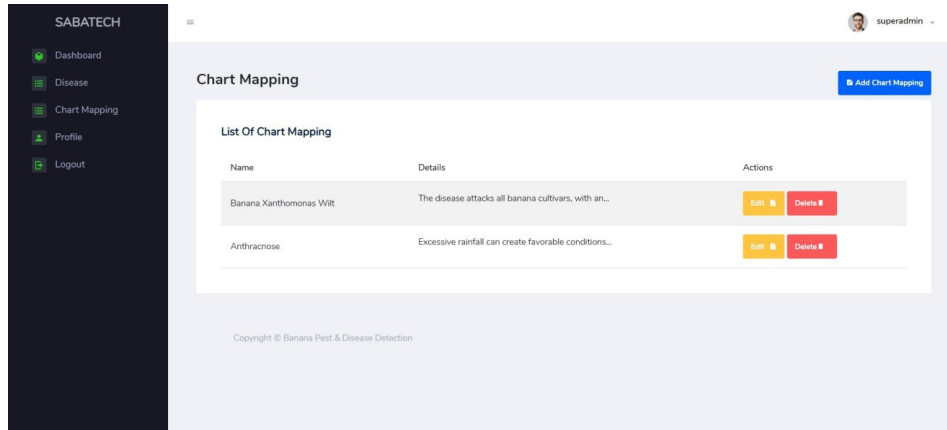 SABATECH
superadmin
Dashboard
Disease
Chart Mapping
Profile
Logout
Chart Mapping
Add Chart Mapping
List Of Chart Mapping
Name Details Actions
Banana Xanthomonas Wilt The disease attacks all banana cultivars, with an... Edit Delete
Anthracnose Excessive rainfall can create favorable conditions... Edit Delete
Copyright © Banana Pest & Disease Detection